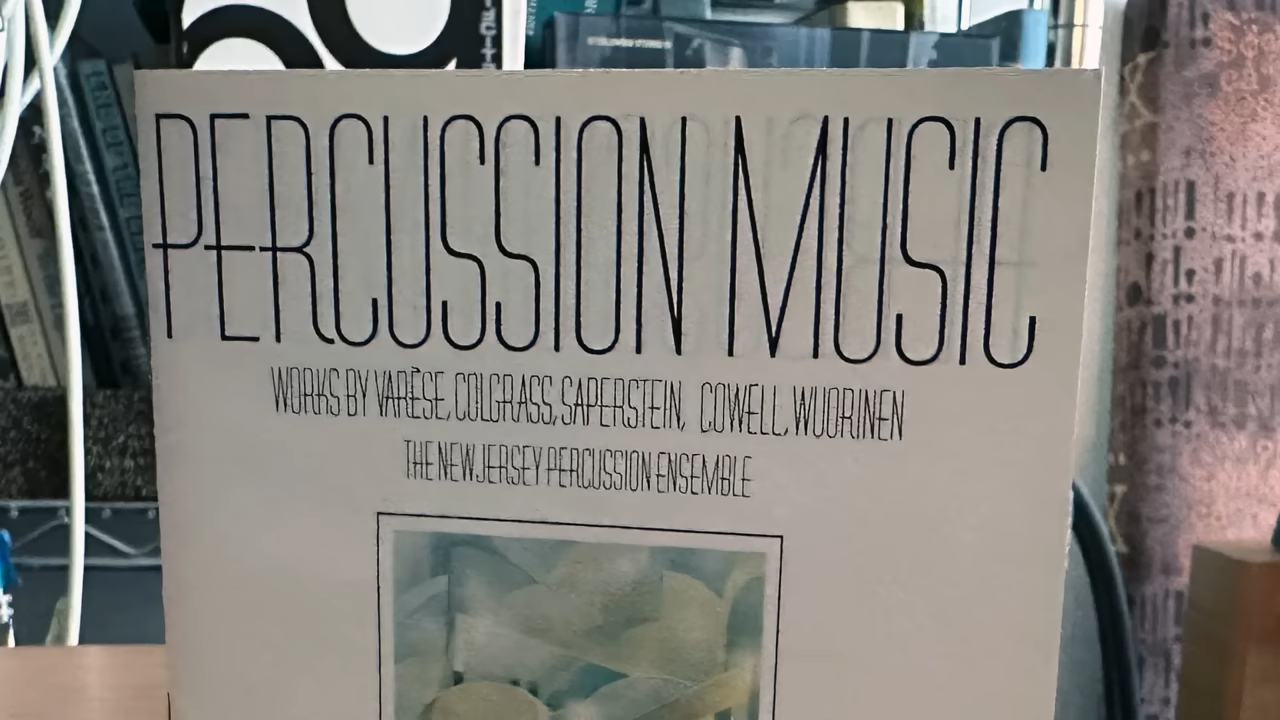 PERCUSSION MUSIC
WORKS BY VARÈSE, COLGRASS, SAPERSTEIN, COWELL, WUORINEN
THE NEW JERSEY PERCUSSION ENSEMBLE